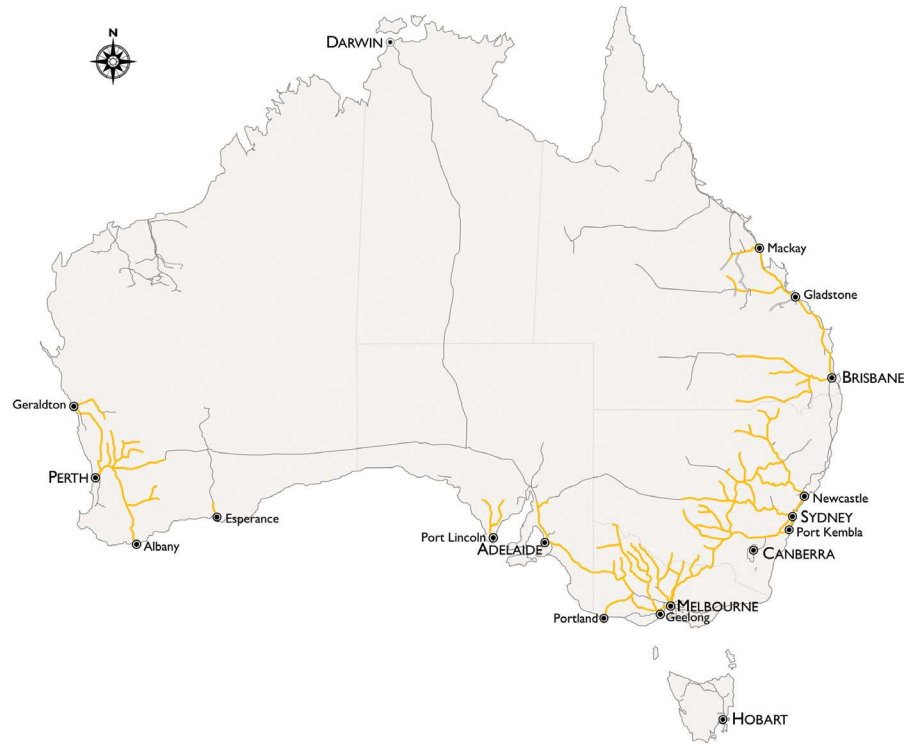 N
DARWIN
Mackay
Gladstone
BRISBANE
Geraldton
PERTH
Newcastle
Esperance
SYDNEY
Port Lincoln
Port Kembla
ADELAIDE
Albany
CANBERRA
MELBOURNE
Portland
Geelong
HOBART